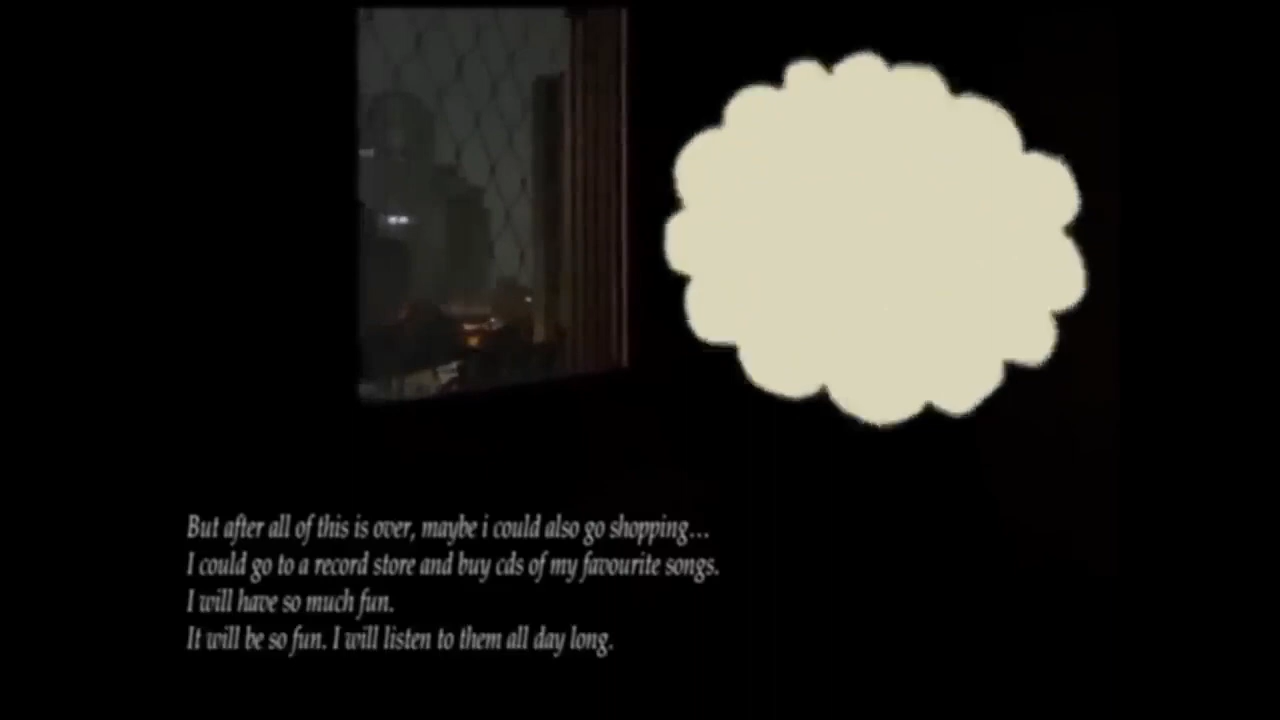 But after all of this is over, maybe i could also go shopping...
I could go to a record store and buy cds of my favourite songs.
I will have so much fun.
It will be so fun. I will listen to them all day long.